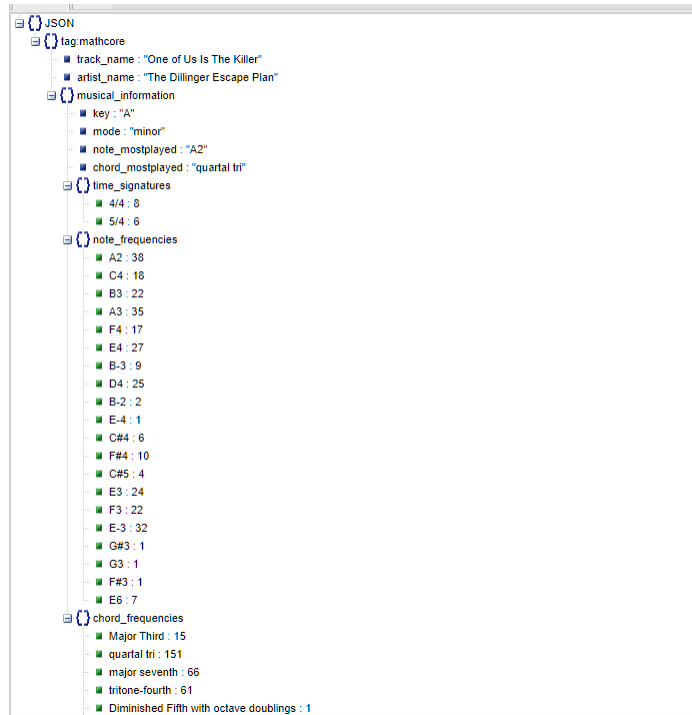 JSON
tag:mathcore
track_name : "One of Us Is The Killer"
artist_name : "The Dillinger Escape Plan"
musical_information
key : "A"
mode : "minor"
note_mostplayed : "A2"
chord_mostplayed : "quartal tri"
time_signatures
4/4 : 8
5/4 : 6
note_frequencies
A2 : 38
C4 : 18
B3 : 22
A3 : 35
F4 : 17
E4 : 27
B-3 : 9
D4 : 25
B-2 : 2
E-4 : 1
C#4 : 6
F#4 : 10
C#5 : 4
E3 : 24
F3 : 22
E-3 : 32
G#3 : 1
G3 : 1
F#3 : 1
E6 : 7
chord_frequencies
Major Third : 15
quartal tri : 151
major seventh : 66
tritone-fourth : 61
Diminished Fifth with octave doublings : 1